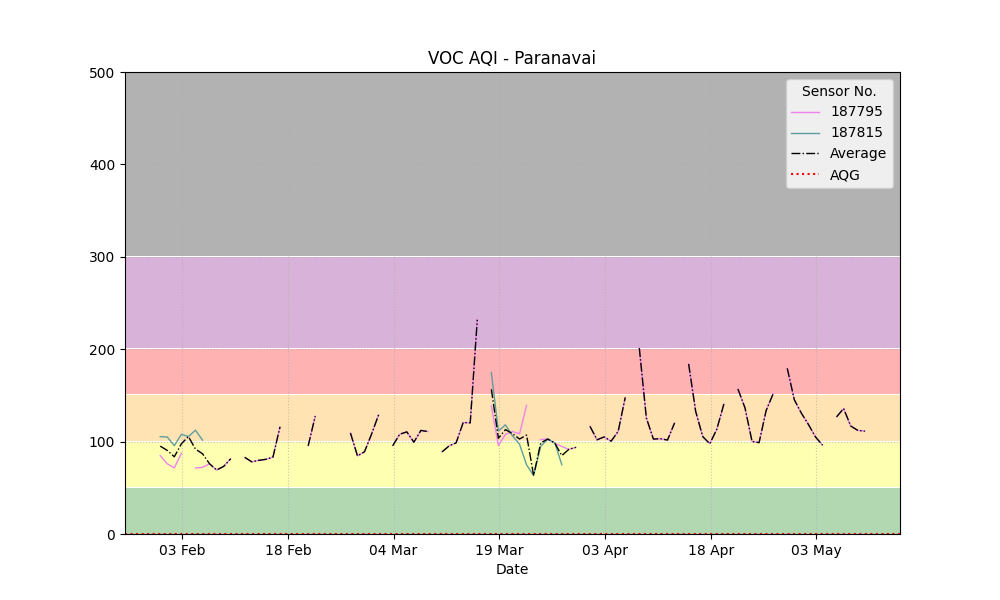 VOC AQI - Paranavai
500
400
300
200
100
0
Sensor No.
187795
187815
Average
AQG
03 Feb
18 Feb
04 Mar
19 Mar
03 Apr
18 Apr
03 May
Date